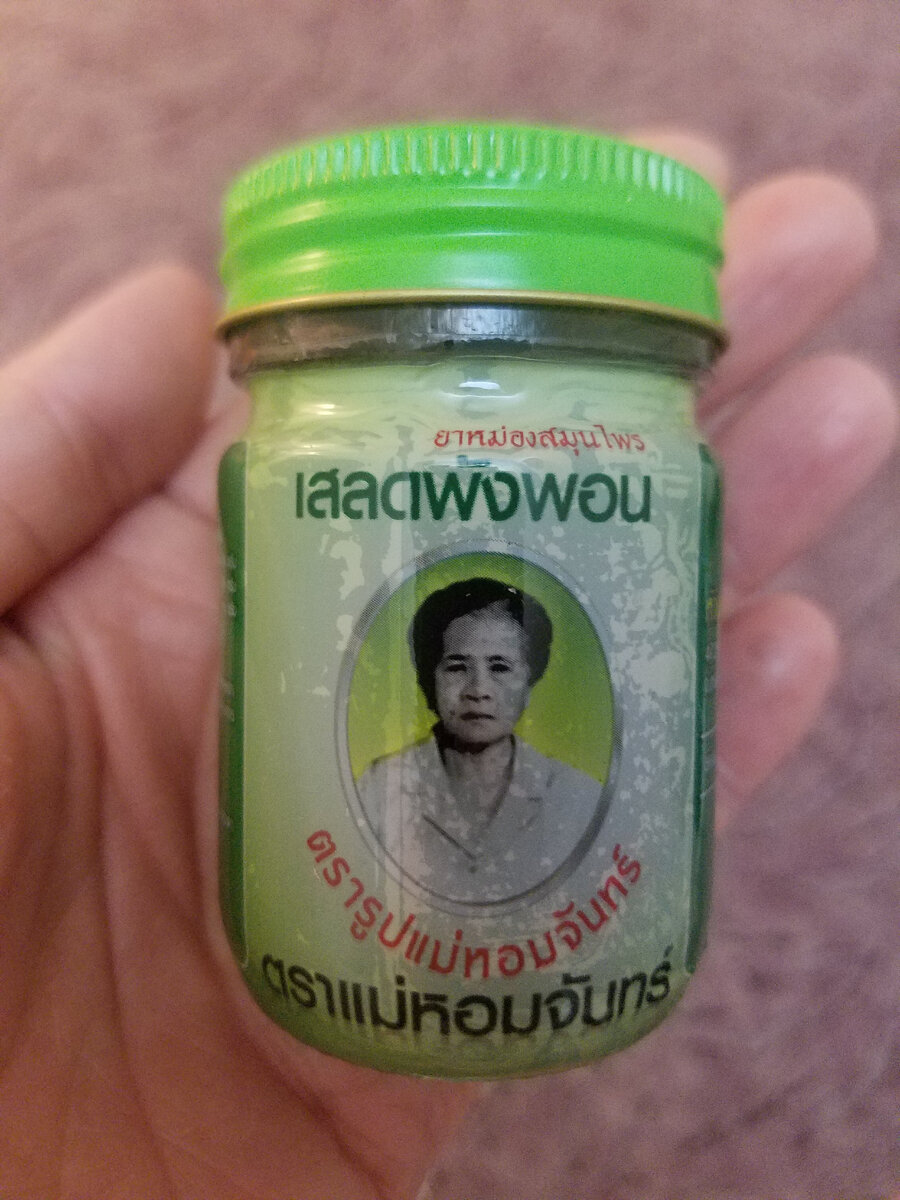 ยาหม่องสมุนไพร
เสลดพังพอน
ตรารูปแม่หอมจันทร์
ตราแม่หอมจันทร์